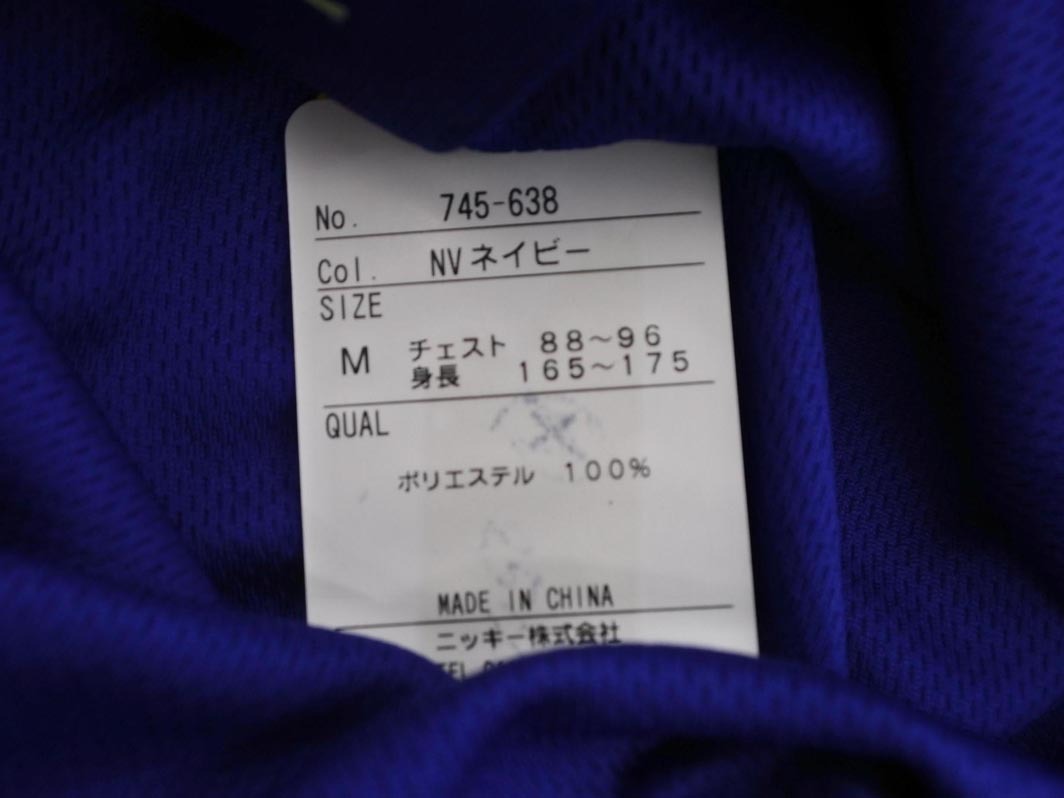 No. 745-638
Col. NVネイビー
SIZE
M チェスト 88～96
身長 165～175
QUAL
ポリエステル 100%
MADE IN CHINA
ニッキー株式会社
TEL